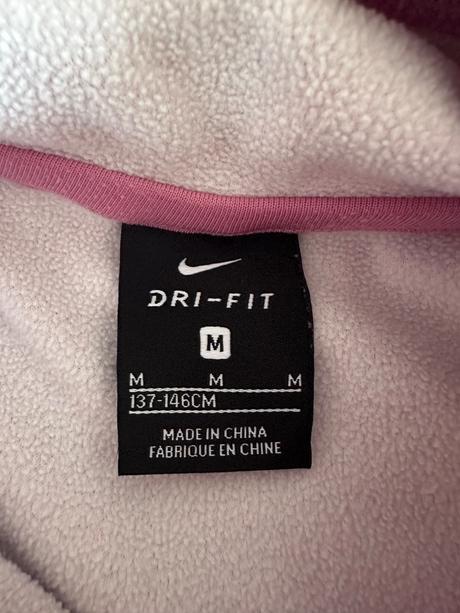 DRI-FIT
M
M M M
137-146CM
MADE IN CHINA
FABRIQUE EN CHINE